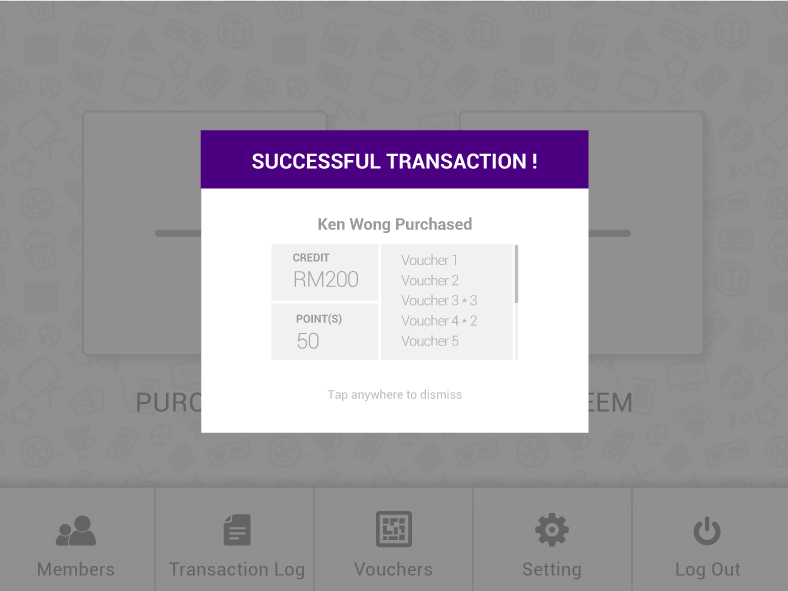 SUCCESSFUL TRANSACTION !
Ken Wong Purchased
CREDIT
RM200
POINT(S)
50
Voucher 1
Voucher 2
Voucher 3 * 3
Voucher 4 * 2
Voucher 5
Tap anywhere to dismiss
PURC
EEM
Members
Transaction Log
Vouchers
Setting
Log Out